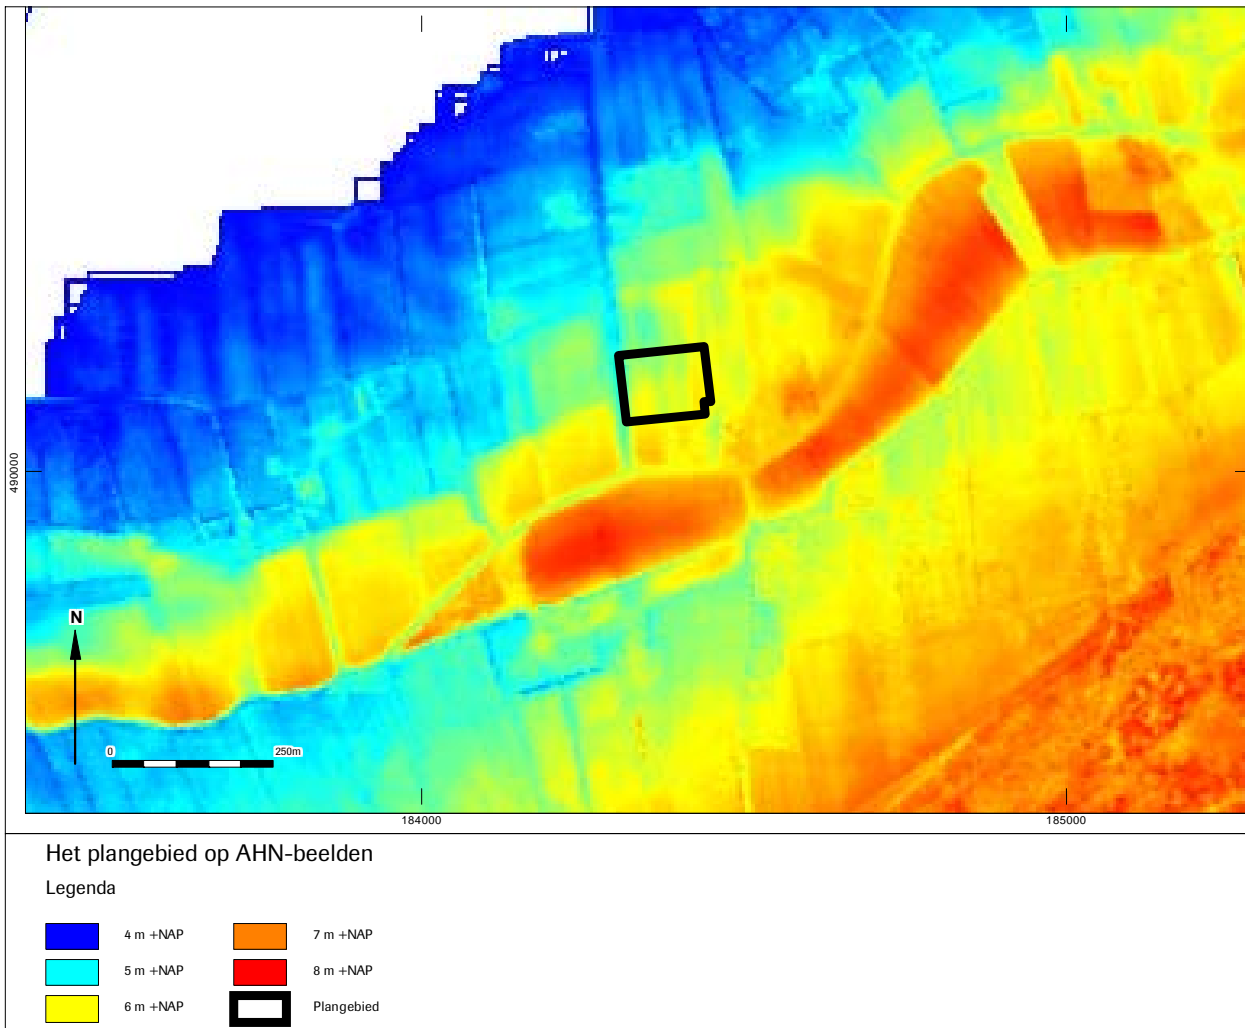 490000
N
0 250m
184000 185000
Het plangebied op AHN-beelden
Legenda
4 m +NAP 7 m +NAP
5 m +NAP 8 m +NAP
6 m +NAP Plangebied